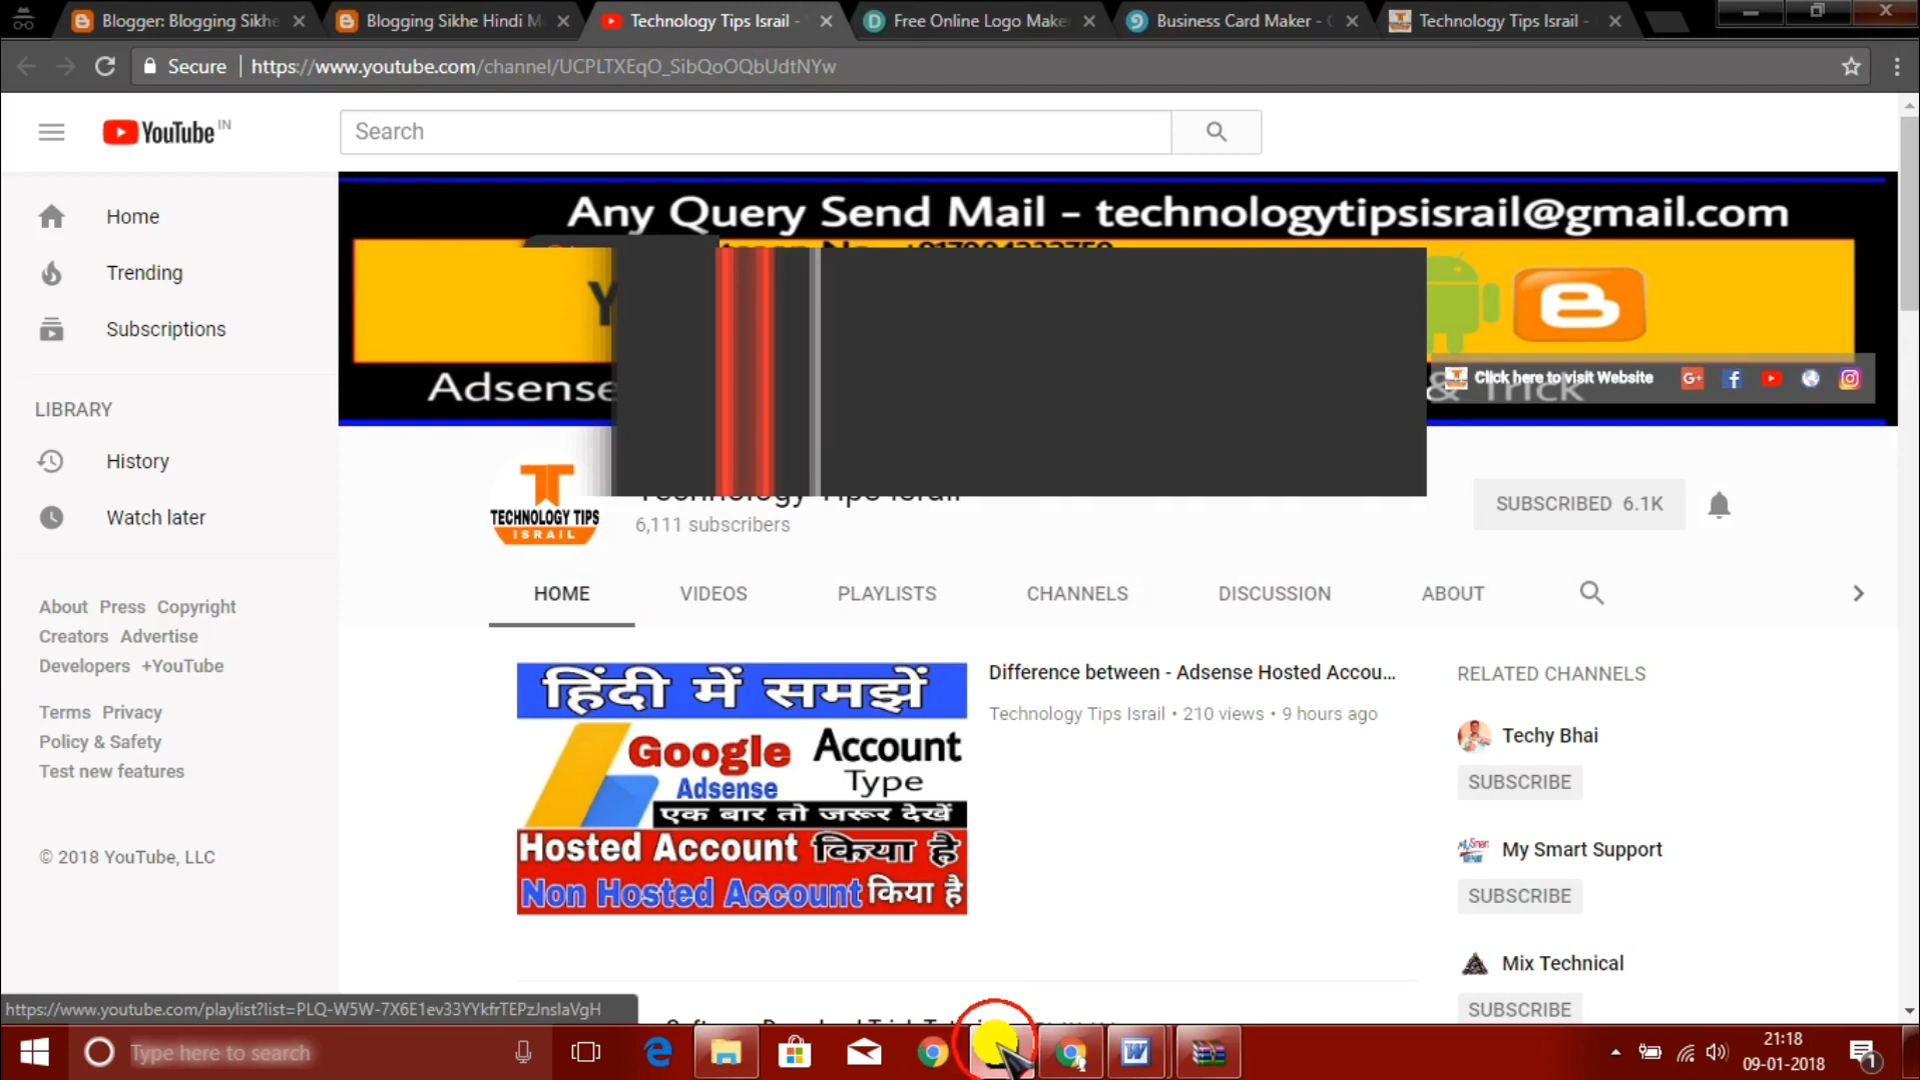 Blogger: Blogging Sikhe
Blogging Sikhe Hindi M
Technology Tips Israil -
Free Online Logo Make
Business Card Maker -
Technology Tips Israil -
Secure
https://www.youtube.com/channel/UCPLTXEqO_SibQoOQbUdtNYw
YouTube IN
Search
Any Query Send Mail - technologytipsisrail@gmail.com
Home
Trending
Subscriptions
Y
Adsense
Click here to visit Website
& Trick
LIBRARY
History
Watch later
TECHNOLOGY TIPS
ISRAIL
Technology Tips Israil
6,111 subscribers
SUBSCRIBED 6.1K
HOME VIDEOS PLAYLISTS CHANNELS DISCUSSION ABOUT
About Press Copyright
Creators Advertise
Developers +YouTube
Terms Privacy
Policy & Safety
Test new features
© 2018 YouTube, LLC
हिंदी में समझें
Google Account
Adsense Type
एक बार तो जरूर देखें
Hosted Account किया है
Non Hosted Account किया है
Difference between - Adsense Hosted Accou...
Technology Tips Israil • 210 views • 9 hours ago
RELATED CHANNELS
Techy Bhai
SUBSCRIBE
My Smart Support
SUBSCRIBE
Mix Technical
SUBSCRIBE
https://www.youtube.com/playlist?list=PLQ-W5W-7X6E1ev33YYkfrTEPzJnslaVgH
Type here to search
21:18
09-01-2018
1